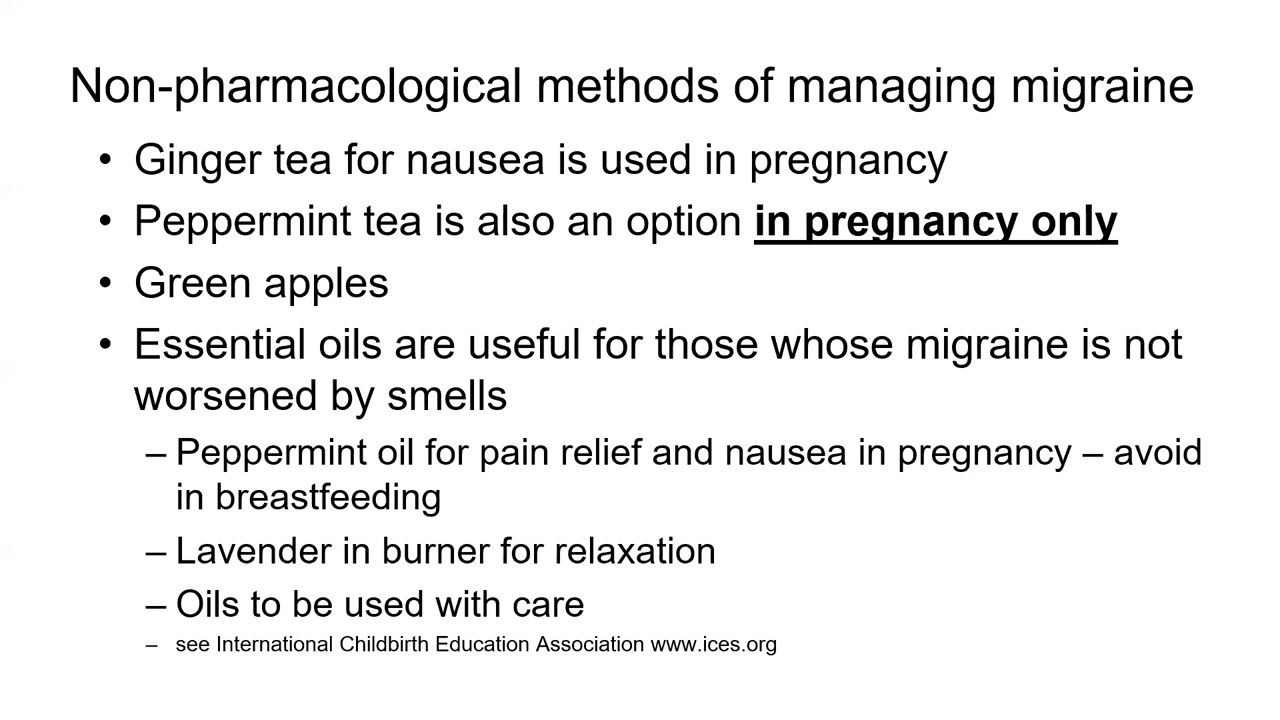 Non-pharmacological methods of managing migraine
• Ginger tea for nausea is used in pregnancy
• Peppermint tea is also an option in pregnancy only
• Green apples
• Essential oils are useful for those whose migraine is not
worsened by smells
– Peppermint oil for pain relief and nausea in pregnancy – avoid
in breastfeeding
– Lavender in burner for relaxation
– Oils to be used with care
– see International Childbirth Education Association www.ices.org